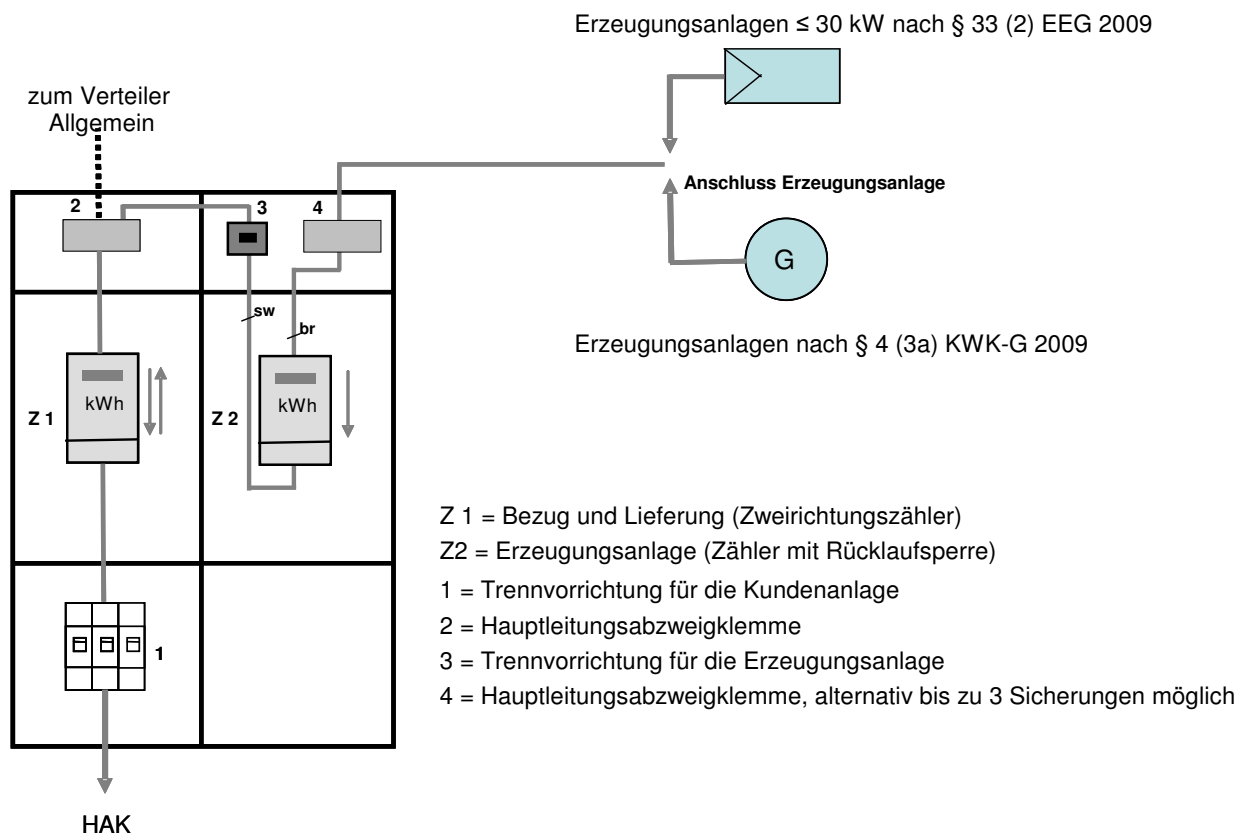 Erzeugungsanlagen ≤ 30 kW nach § 33 (2) EEG 2009
zum Verteiler
Allgemein
Anschluss Erzeugungsanlage
2
3
4
G
sw
br
Erzeugungsanlagen nach § 4 (3a) KWK-G 2009
Z 1
kWh
Z 2
kWh
Z 1 = Bezug und Lieferung (Zweirichtungszähler)
Z2 = Erzeugungsanlage (Zähler mit Rücklaufsperre)
1 = Trennvorrichtung für die Kundenanlage
2 = Hauptleitungsabzweigklemme
3 = Trennvorrichtung für die Erzeugungsanlage
4 = Hauptleitungsabzweigklemme, alternativ bis zu 3 Sicherungen möglich
1
HAK